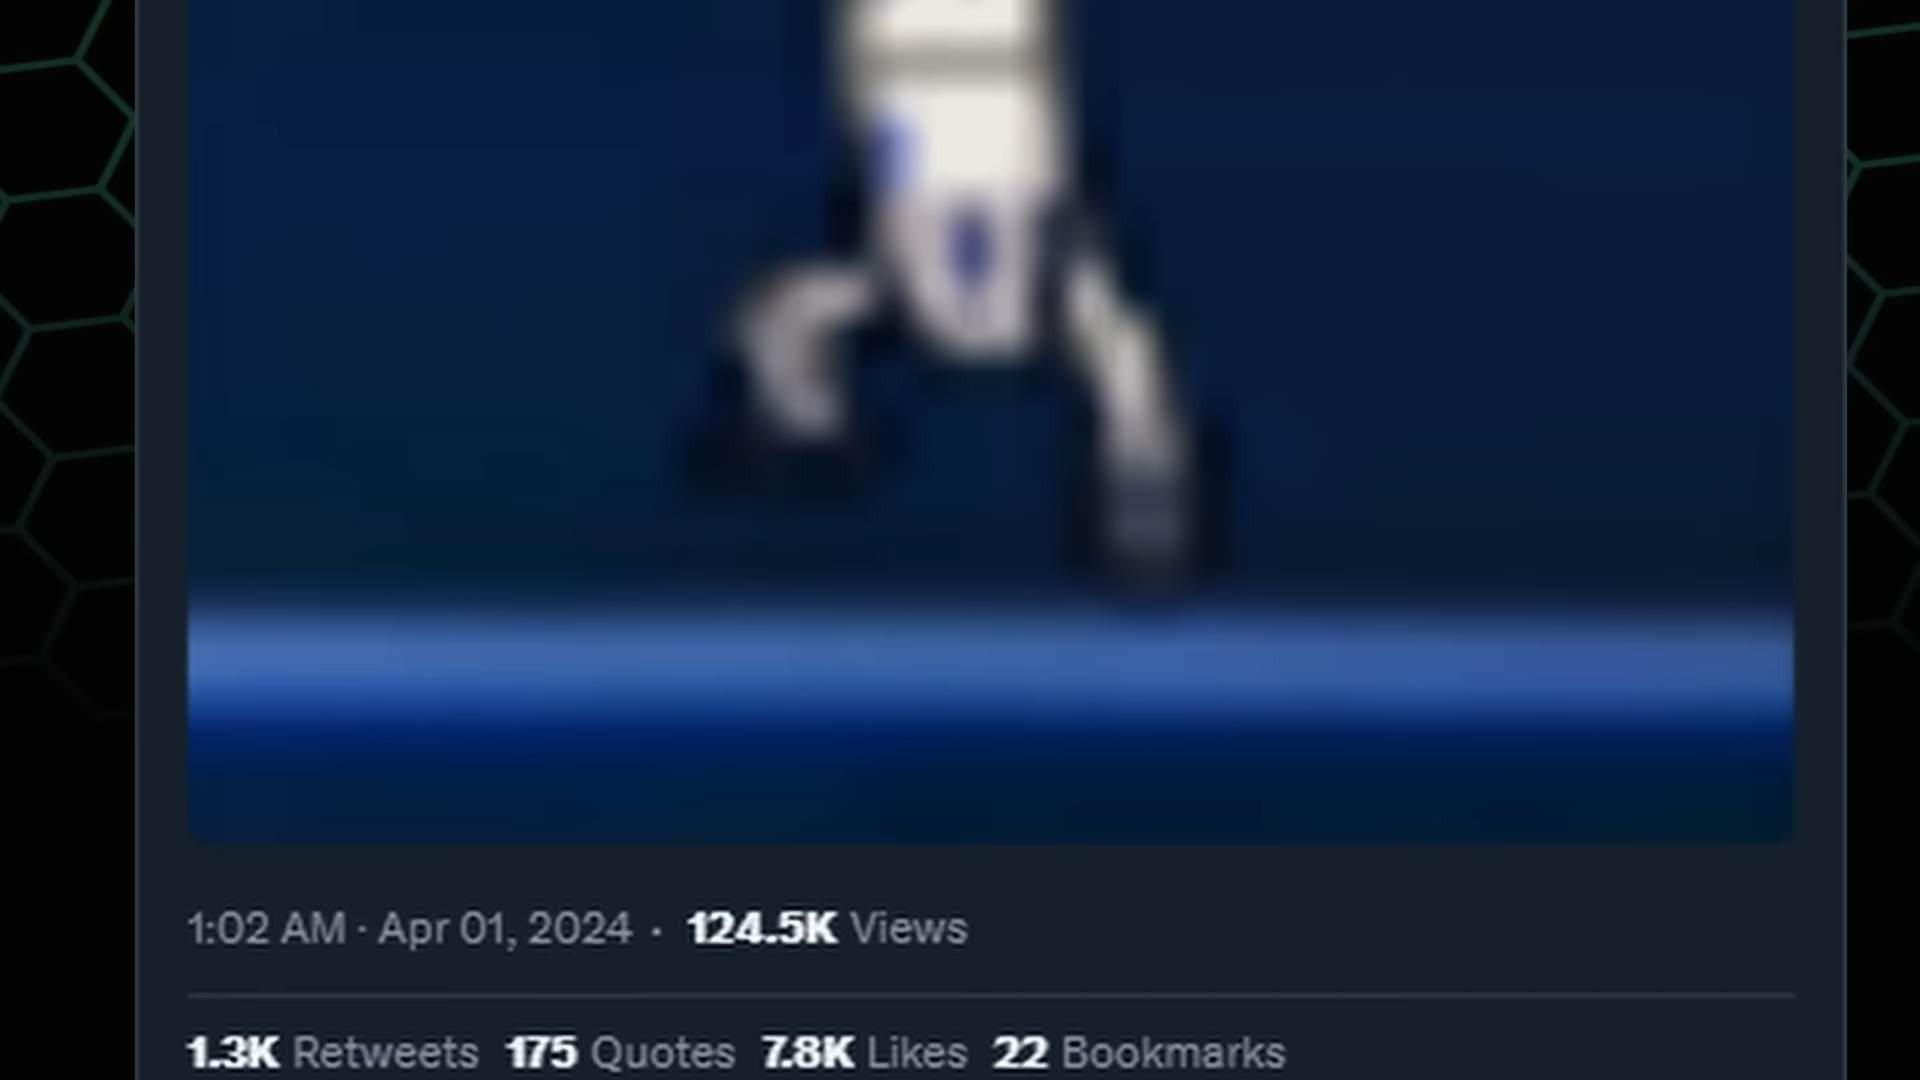 1:02 AM · Apr 01, 2024 · 124.5K Views
1.3K Retweets 175 Quotes 7.8K Likes 22 Bookmarks